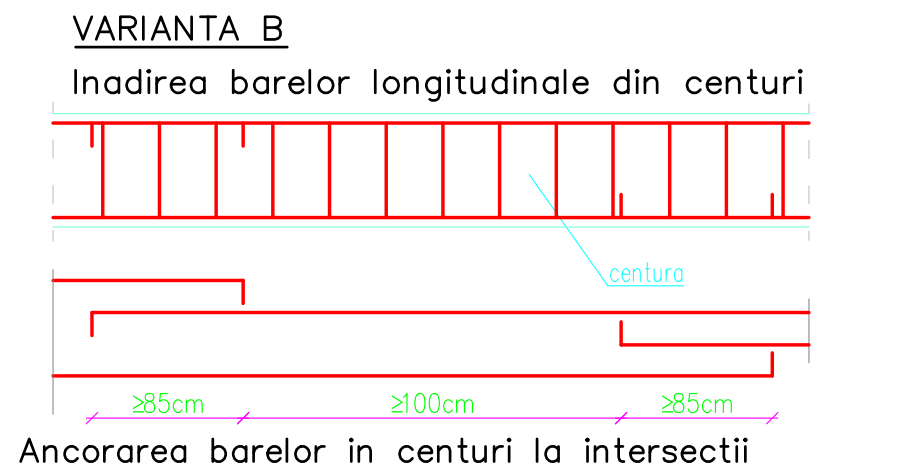 VARIANTA B
Inadirea barelor longitudinale din centuri
centura
≥85cm ≥100cm ≥85cm
Ancorarea barelor in centuri la intersectii